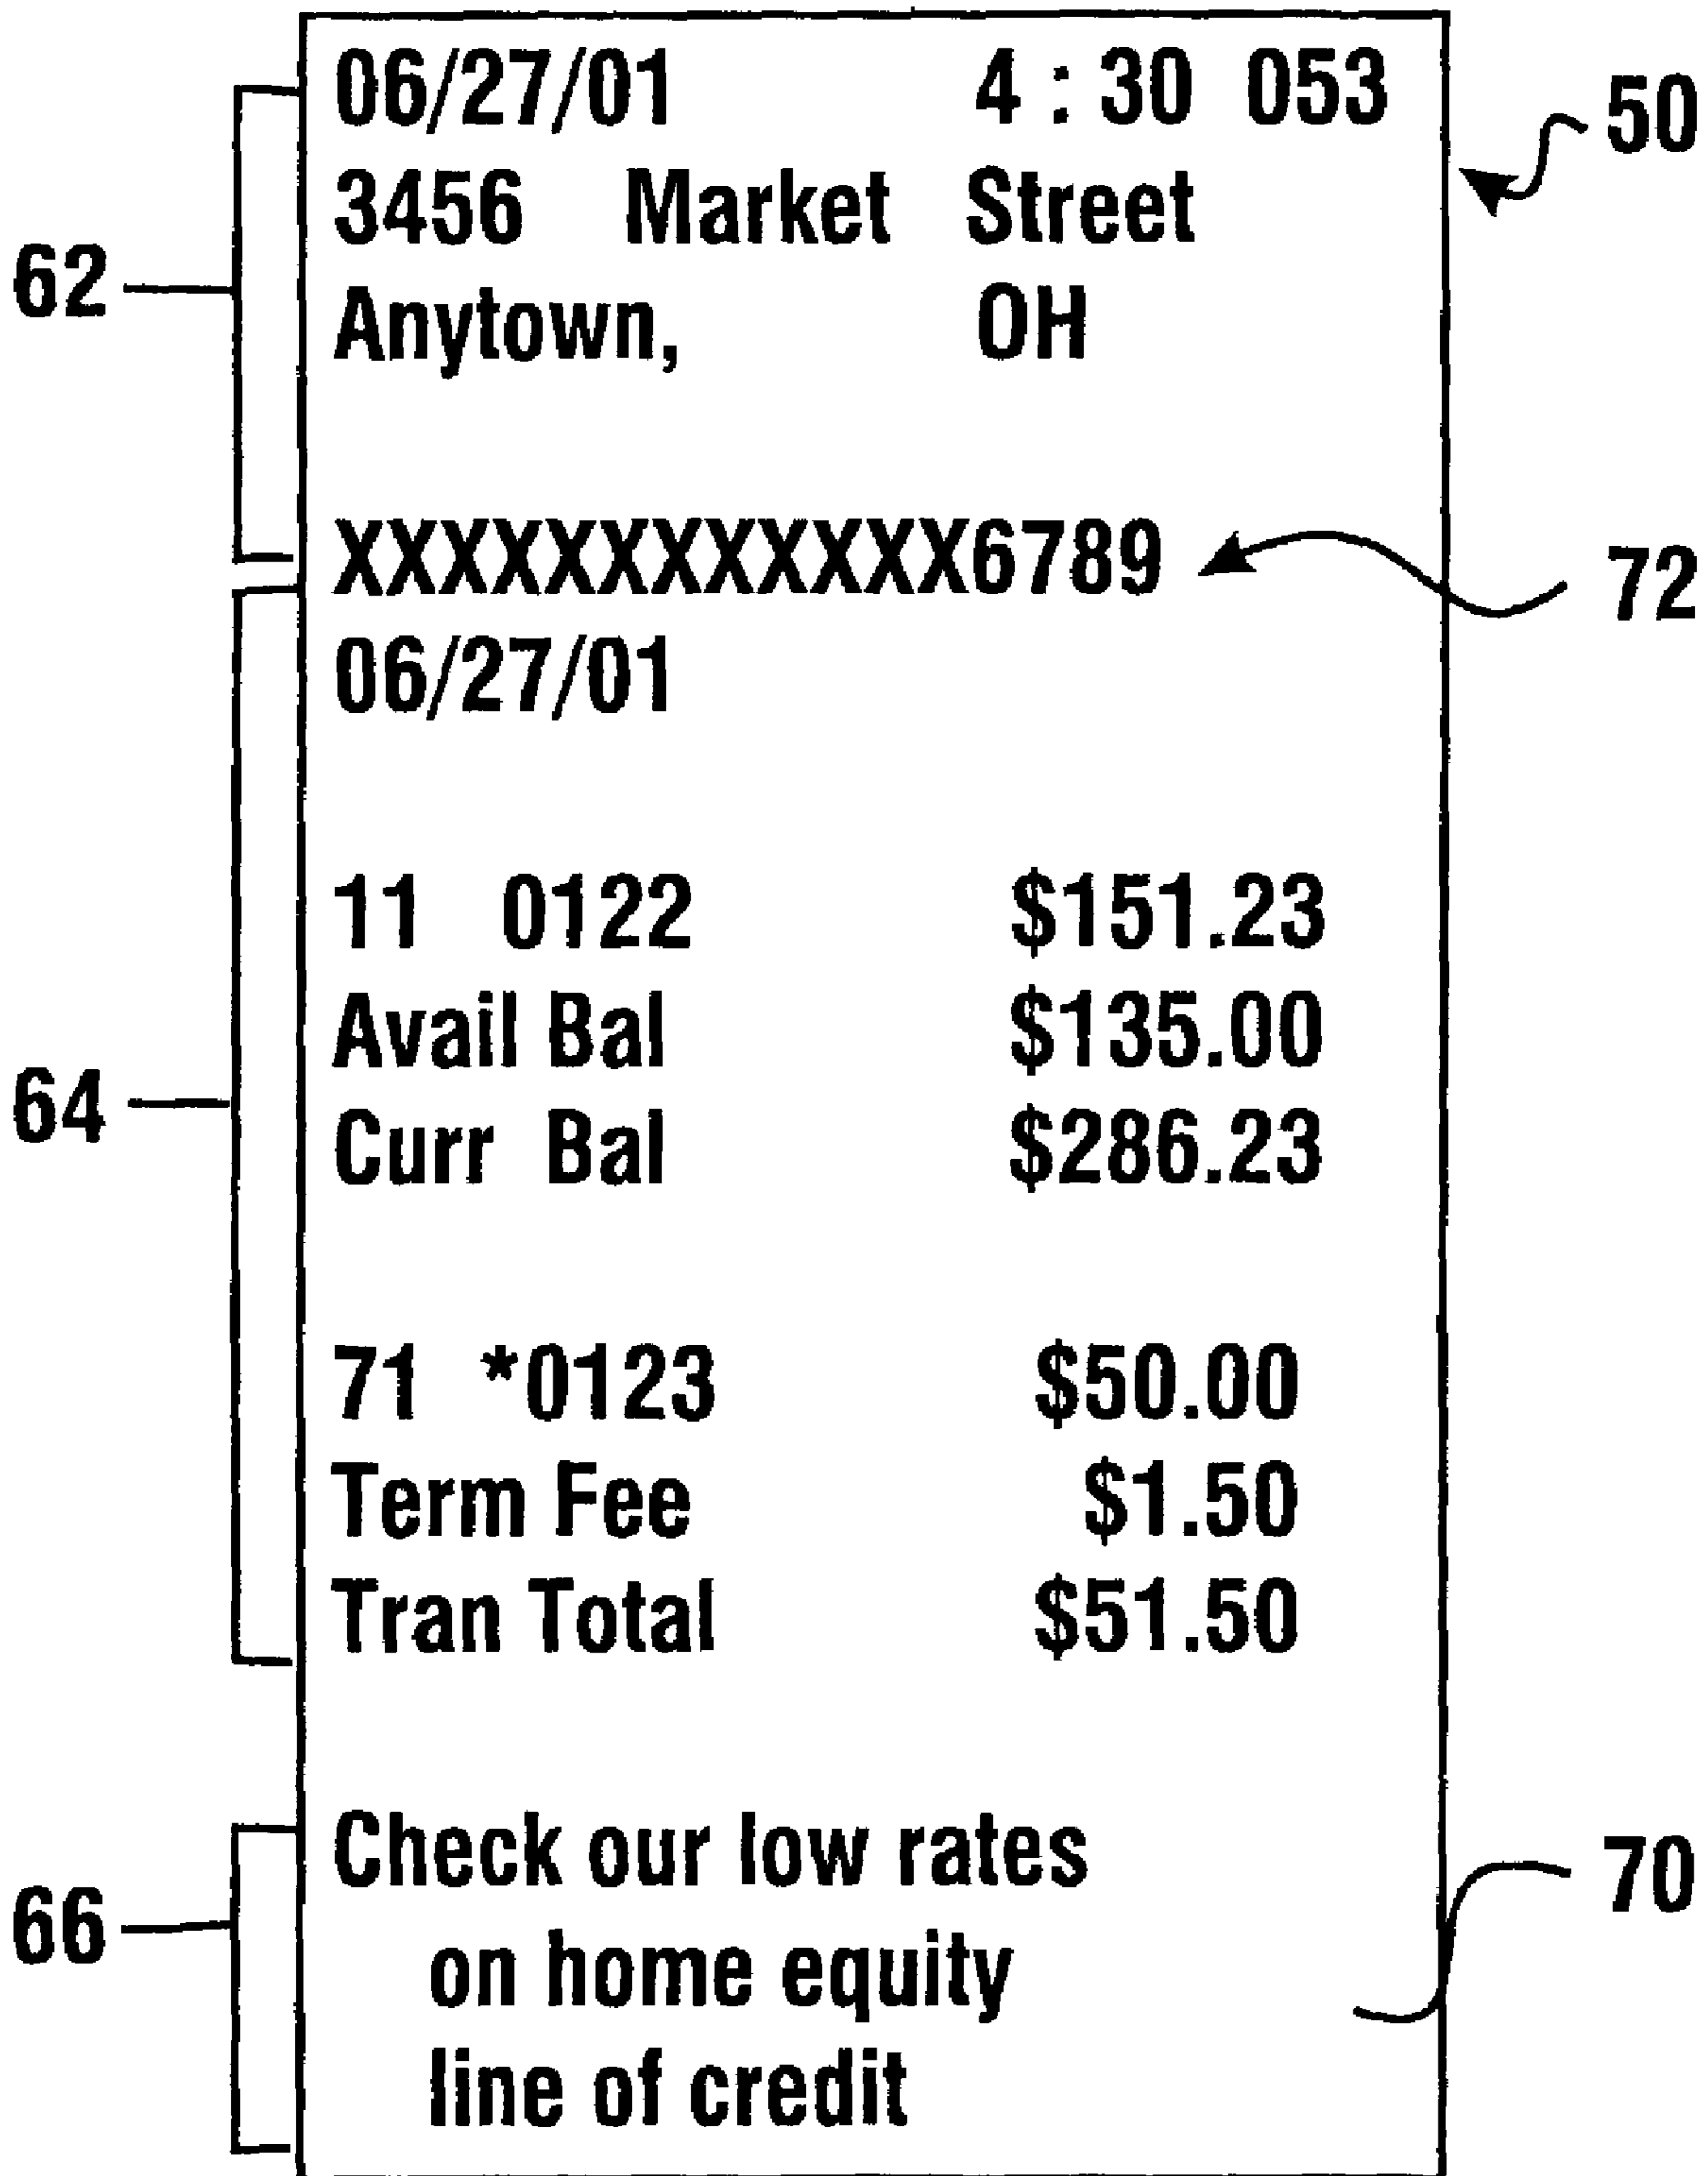 06/27/01 4 : 30 053
50
3456 Market Street
62
Anytown, OH
XXXXXXXXXXXX6789
72
06/27/01
11 0122 $151.23
Avail Bal $135.00
64
Curr Bal $286.23
71 *0123 $50.00
Term Fee $1.50
Tran Total $51.50
Check our low rates
70
66
on home equity
line of credit